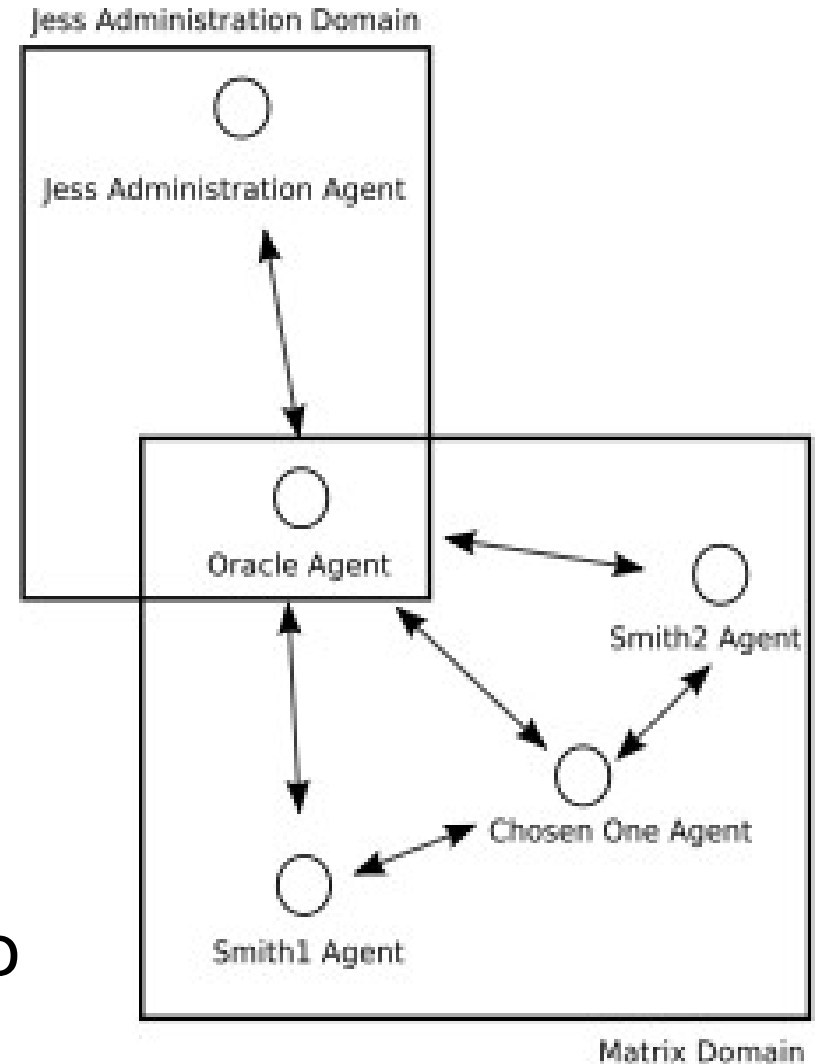 Jess Administration Domain
Jess Administration Agent
Oracle Agent
Smith2 Agent
Chosen One Agent
Smith1 Agent
o
Matrix Domain